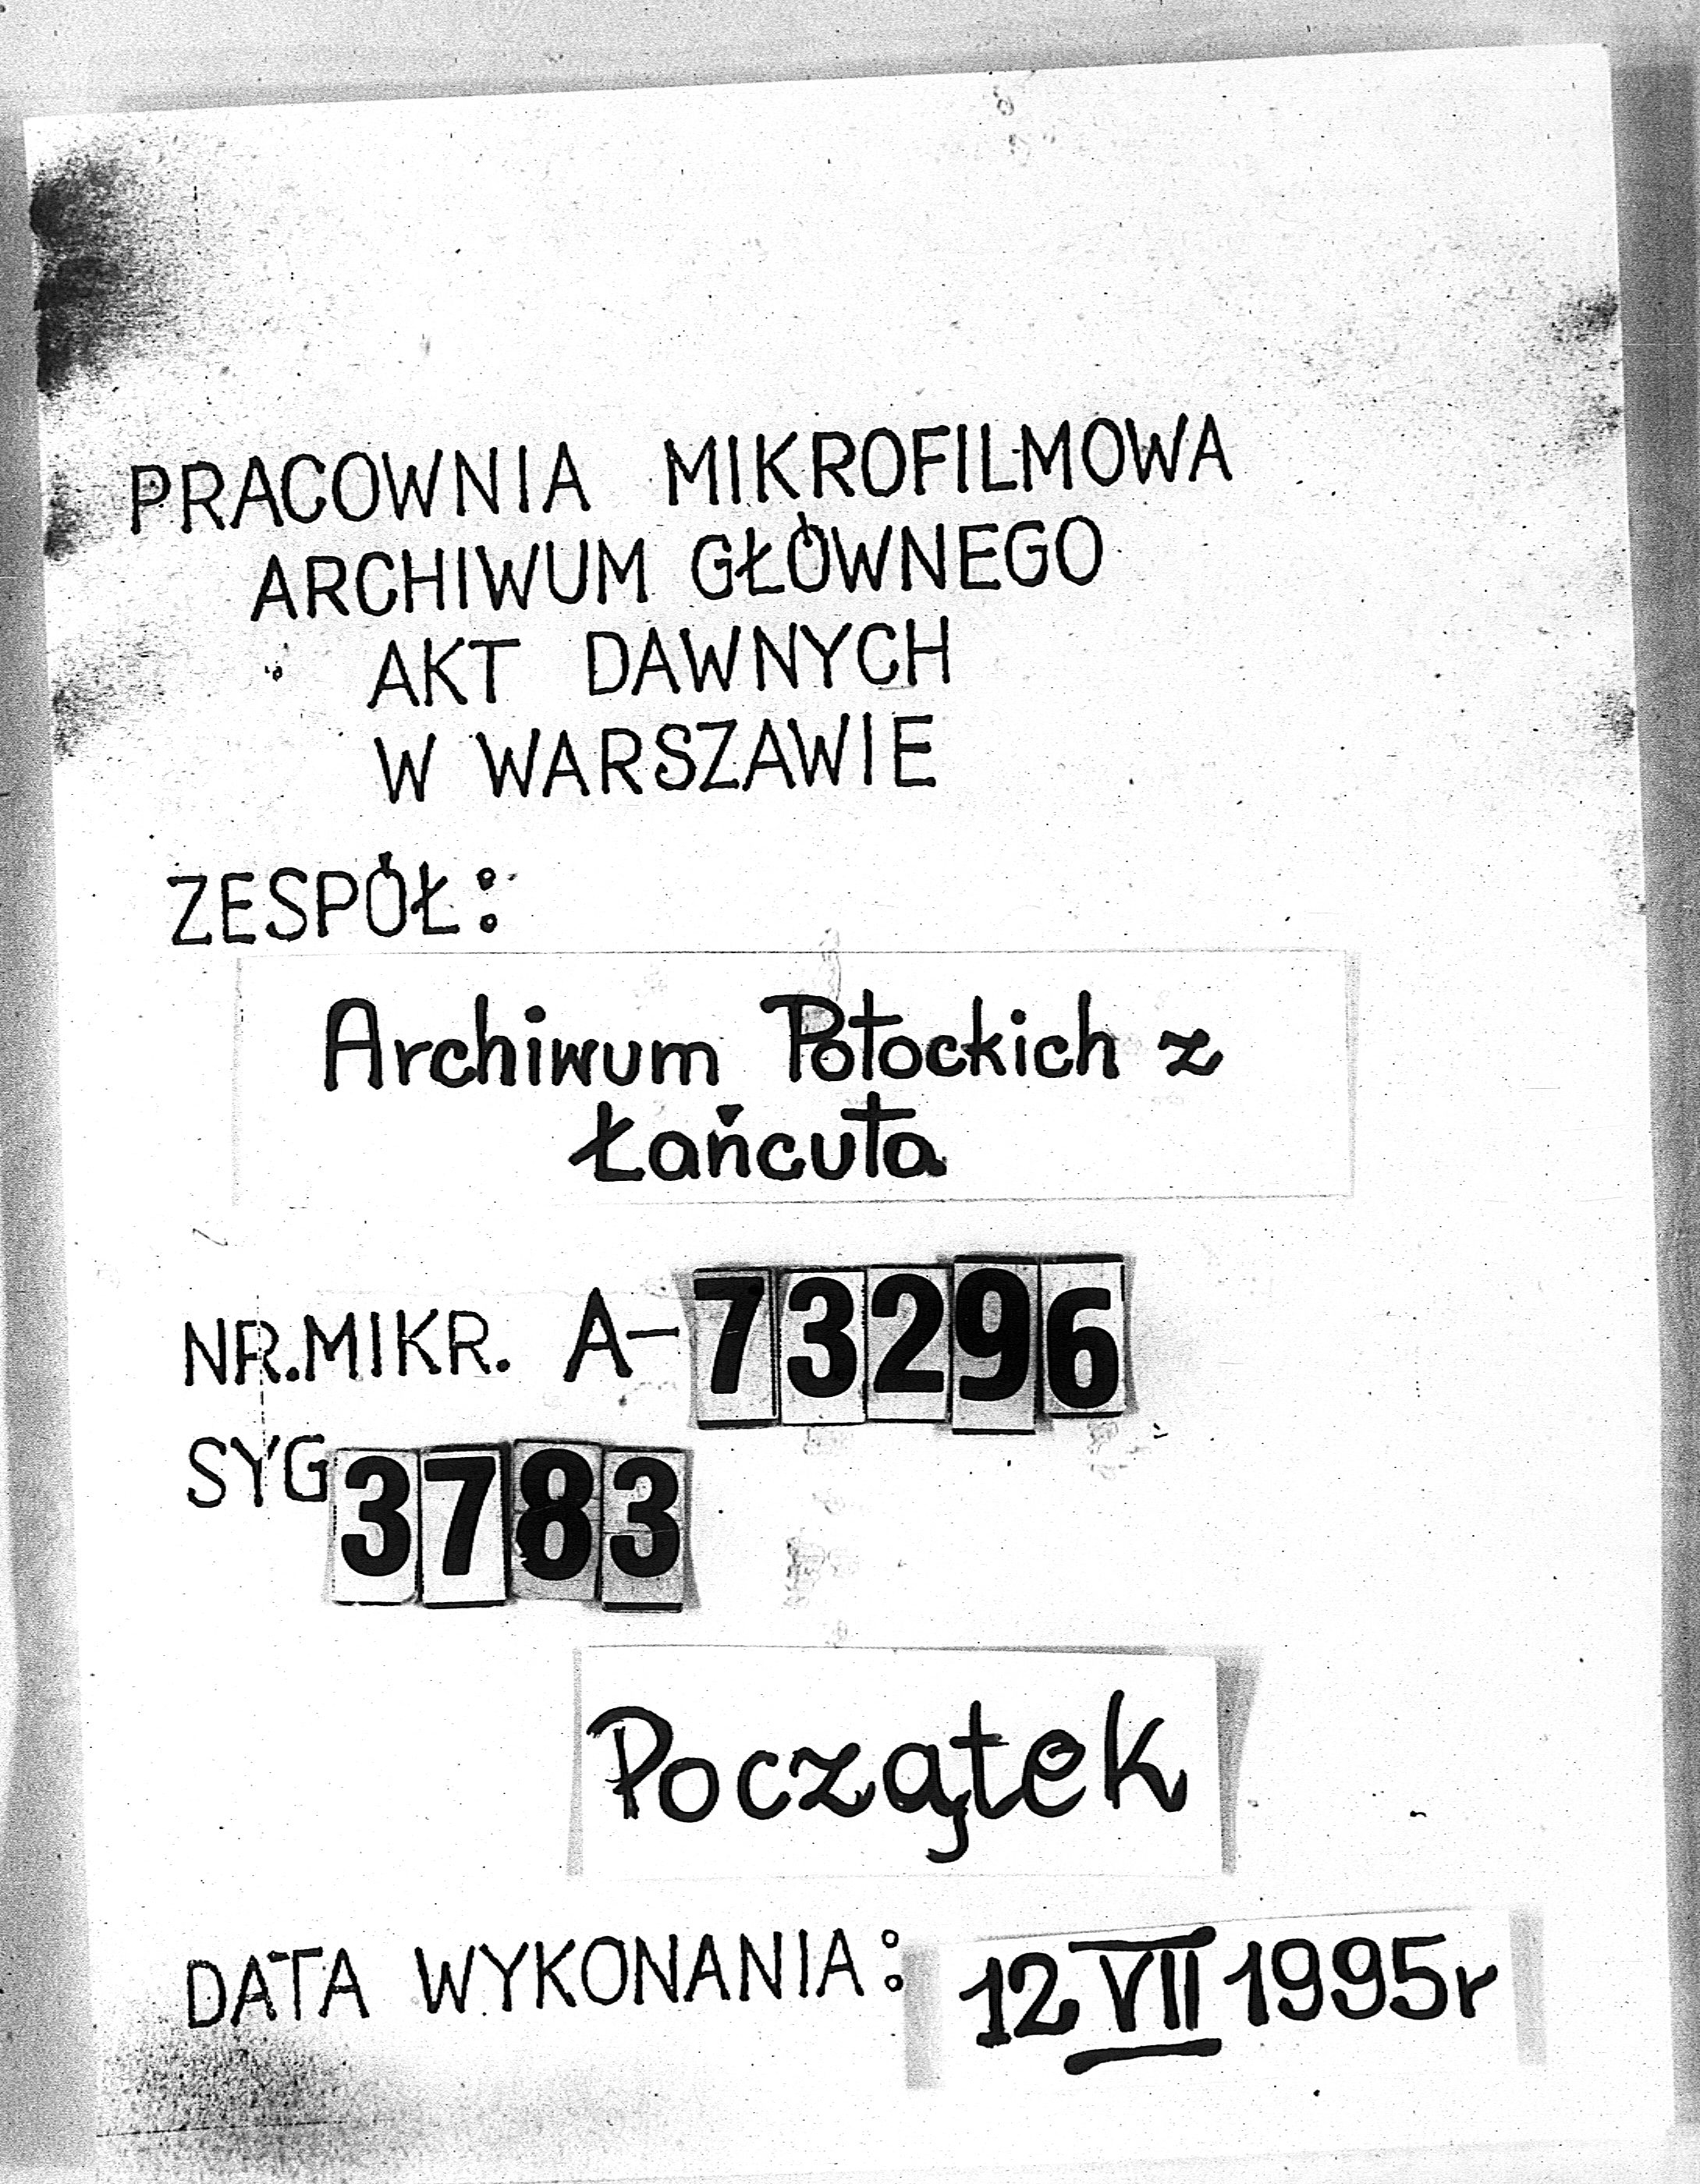 PRACOWNIA MIKROFILMOWA
ARCHIWUM GŁÓWNEGO
AKT DAWNYCH
W WARSZAWIE
ZESPÓŁ:
Archiwum Potockich z
Łańcuta
NR.MIKR. A-73296
SYG 3783
Początek
DATA WYKONANIA: 12 VII 1995r